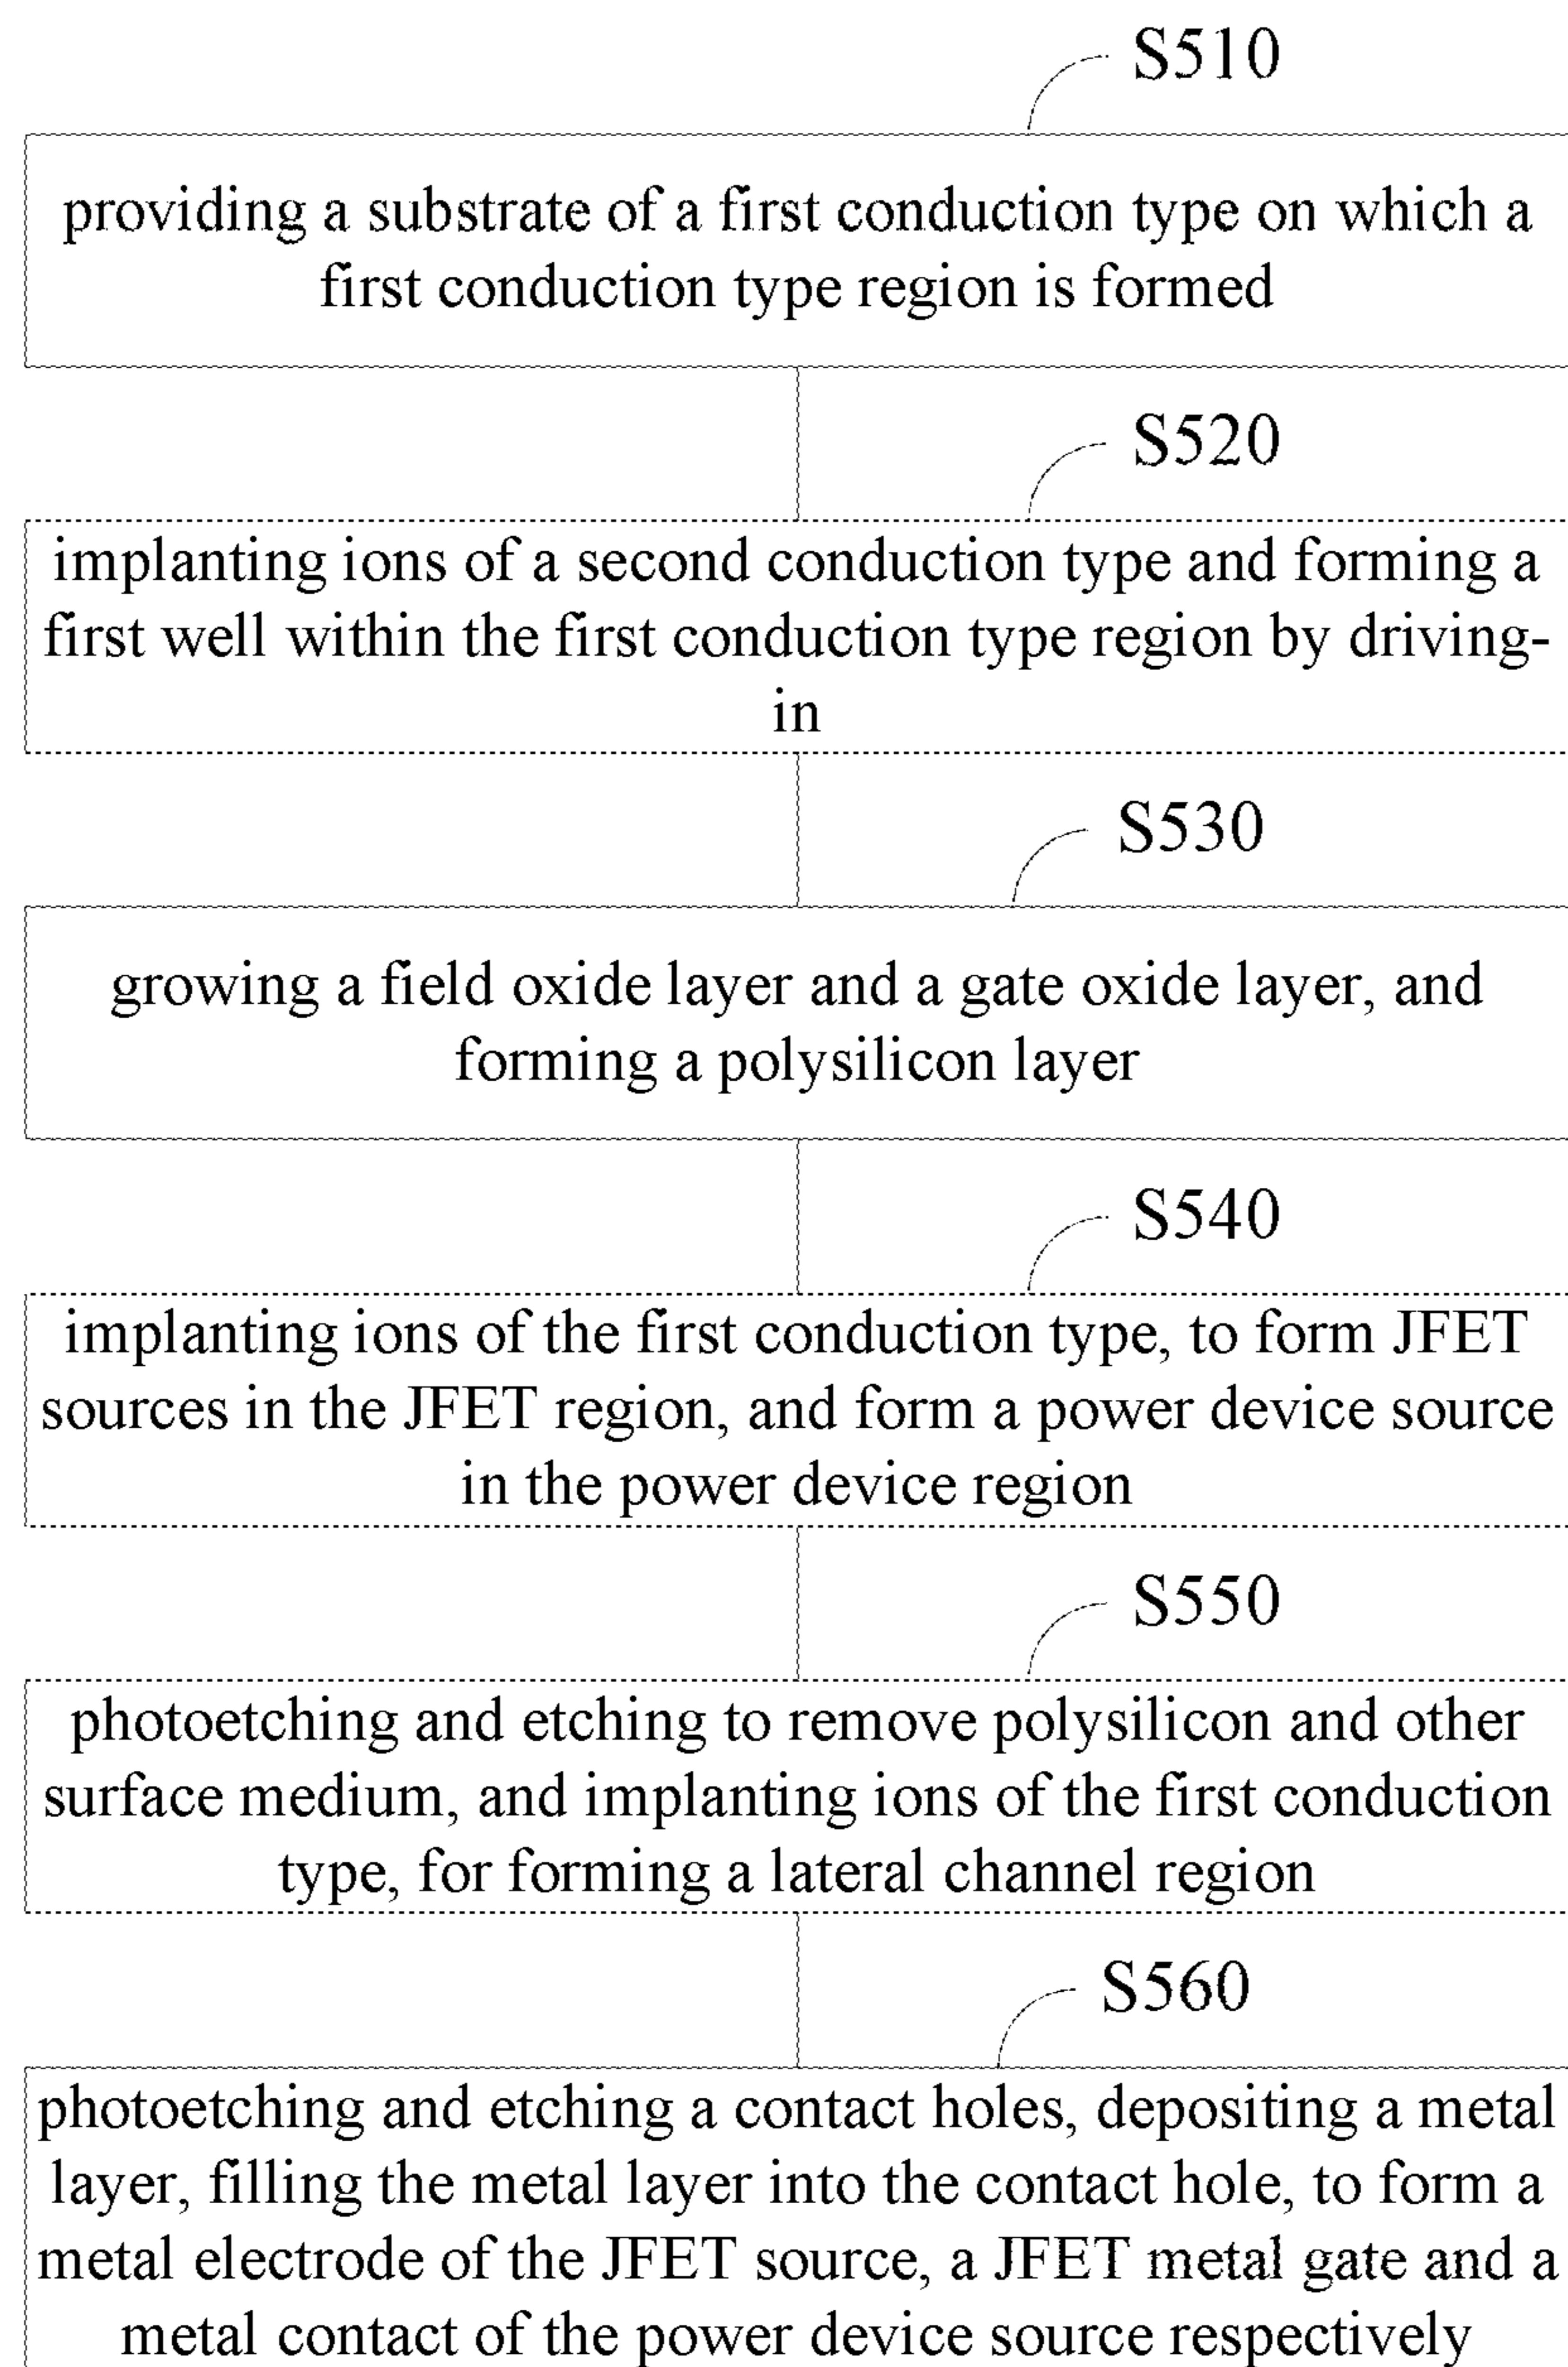 S510
providing a substrate of a first conduction type on which a
first conduction type region is formed
S520
implanting ions of a second conduction type and forming a
first well within the first conduction type region by driving-
in
S530
growing a field oxide layer and a gate oxide layer, and
forming a polysilicon layer
S540
implanting ions of the first conduction type, to form JFET
sources in the JFET region, and form a power device source
in the power device region
S550
photoetching and etching to remove polysilicon and other
surface medium, and implanting ions of the first conduction
type, for forming a lateral channel region
S560
photoetching and etching a contact holes, depositing a metal
layer, filling the metal layer into the contact hole, to form a
metal electrode of the JFET source, a JFET metal gate and a
metal contact of the power device source respectively